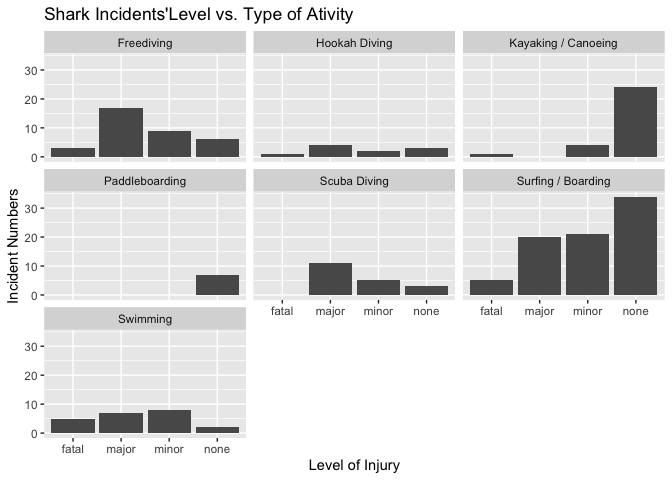 Shark Incidents'Level vs. Type of Ativity
Freediving
Hookah Diving
Kayaking / Canoeing
30
20
10
0
Paddleboarding
Scuba Diving
Surfing / Boarding
30
20
10
0
fatal major minor none
fatal major minor none
Swimming
30
20
10
0
fatal major minor none
Level of Injury
Incident Numbers